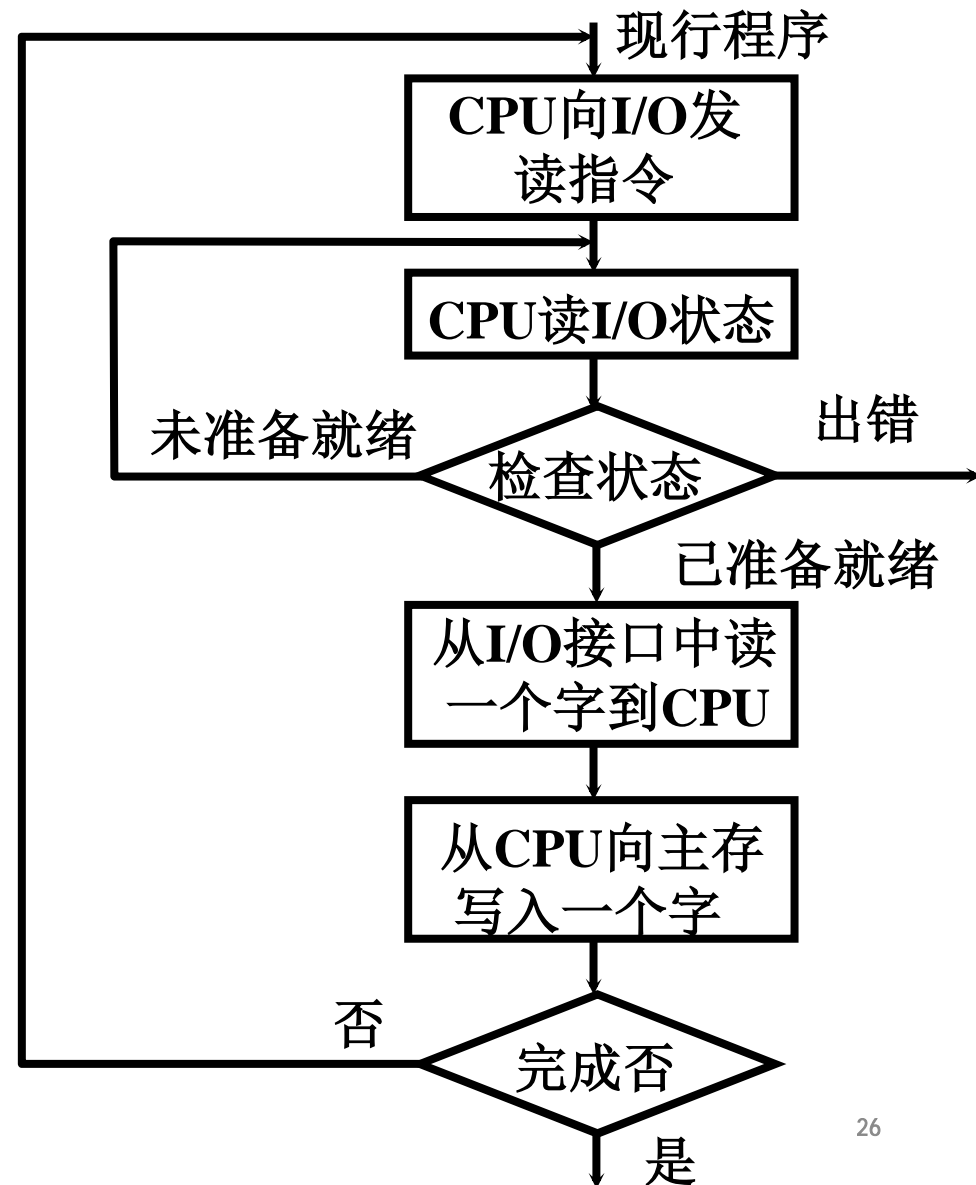 现行程序
CPU向I/O发
读指令
CPU读I/O状态
未准备就绪
检查状态
出错
已准备就绪
从I/O接口中读
一个字到CPU
从CPU向主存
写入一个字
否
完成否
是
26